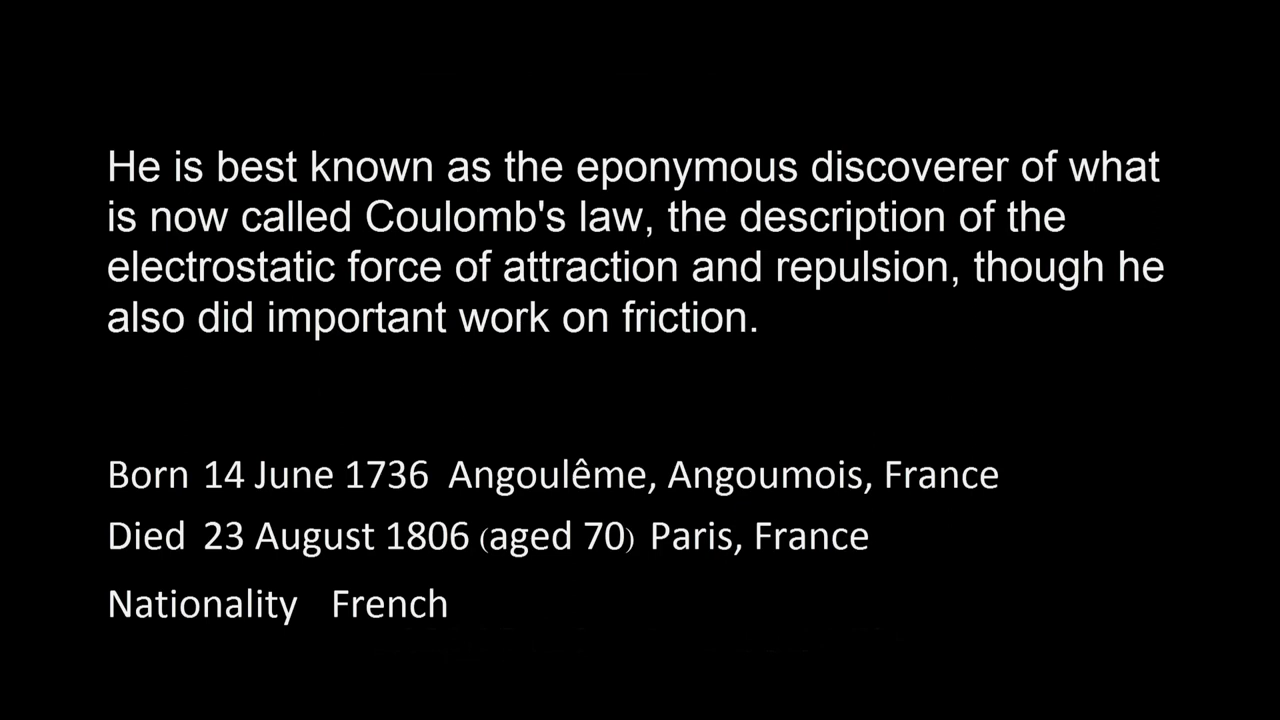 He is best known as the eponymous discoverer of what
is now called Coulomb's law, the description of the
electrostatic force of attraction and repulsion, though he
also did important work on friction.
Born 14 June 1736 Angoulême, Angoumois, France
Died 23 August 1806 (aged 70) Paris, France
Nationality French